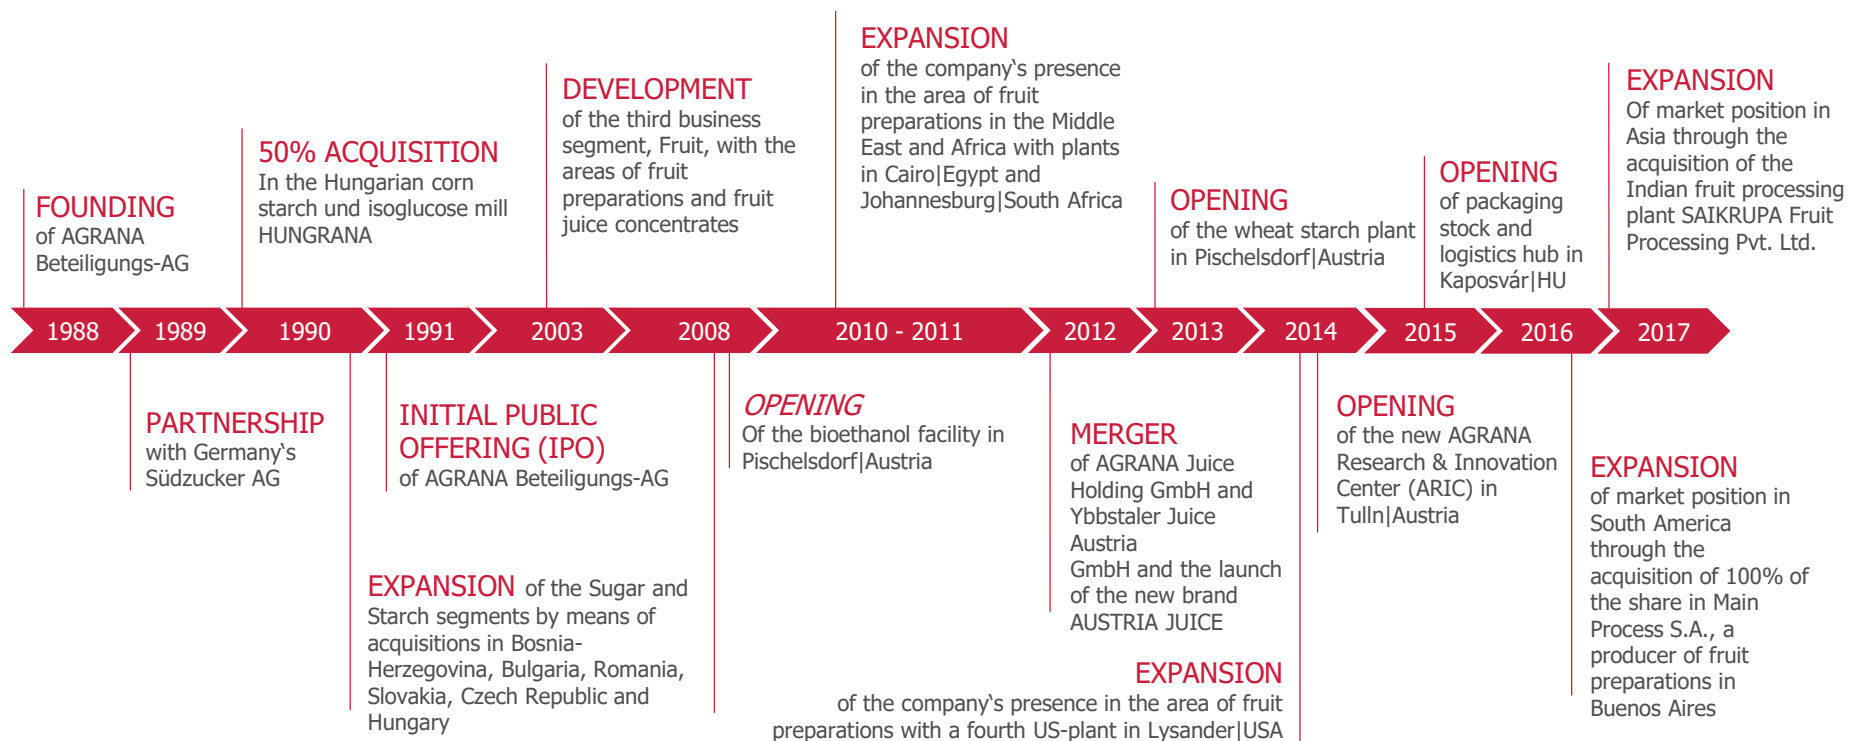 EXPANSION
of the company‘s presence
in the area of fruit
preparations in the Middle
East and Africa with plants
in Cairo|Egypt and
Johannesburg|South Africa
EXPANSION
Of market position in
Asia through the
acquisition of the
Indian fruit processing
plant SAIKRUPA Fruit
Processing Pvt. Ltd.
DEVELOPMENT
of the third business
segment, Fruit, with the
areas of fruit
preparations and fruit
juice concentrates
50% ACQUISITION
In the Hungarian corn
starch und isoglucose mill
HUNGRANA
OPENING
of packaging
stock and
logistics hub in
Kaposvár|HU
FOUNDING
of AGRANA
Beteiligungs-AG
OPENING
of the wheat starch plant
in Pischelsdorf|Austria
1988 1989 1990 1991 2003 2008 2010 - 2011 2012 2013 2014 2015 2016 2017
PARTNERSHIP
with Germany‘s
Südzucker AG
INITIAL PUBLIC
OFFERING (IPO)
of AGRANA Beteiligungs-AG
OPENING
Of the bioethanol facility in
Pischelsdorf|Austria
MERGER
of AGRANA Juice
Holding GmbH and
Ybbstaler Juice
Austria
GmbH and the launch
of the new brand
AUSTRIA JUICE
OPENING
of the new AGRANA
Research & Innovation
Center (ARIC) in
Tulln|Austria
EXPANSION
of market position in
South America
through the
acquisition of 100% of
the share in Main
Process S.A., a
producer of fruit
preparations in
Buenos Aires
EXPANSION of the Sugar and
Starch segments by means of
acquisitions in Bosnia-
Herzegovina, Bulgaria, Romania,
Slovakia, Czech Republic and
Hungary
EXPANSION
of the company‘s presence in the area of fruit
preparations with a fourth US-plant in Lysander|USA